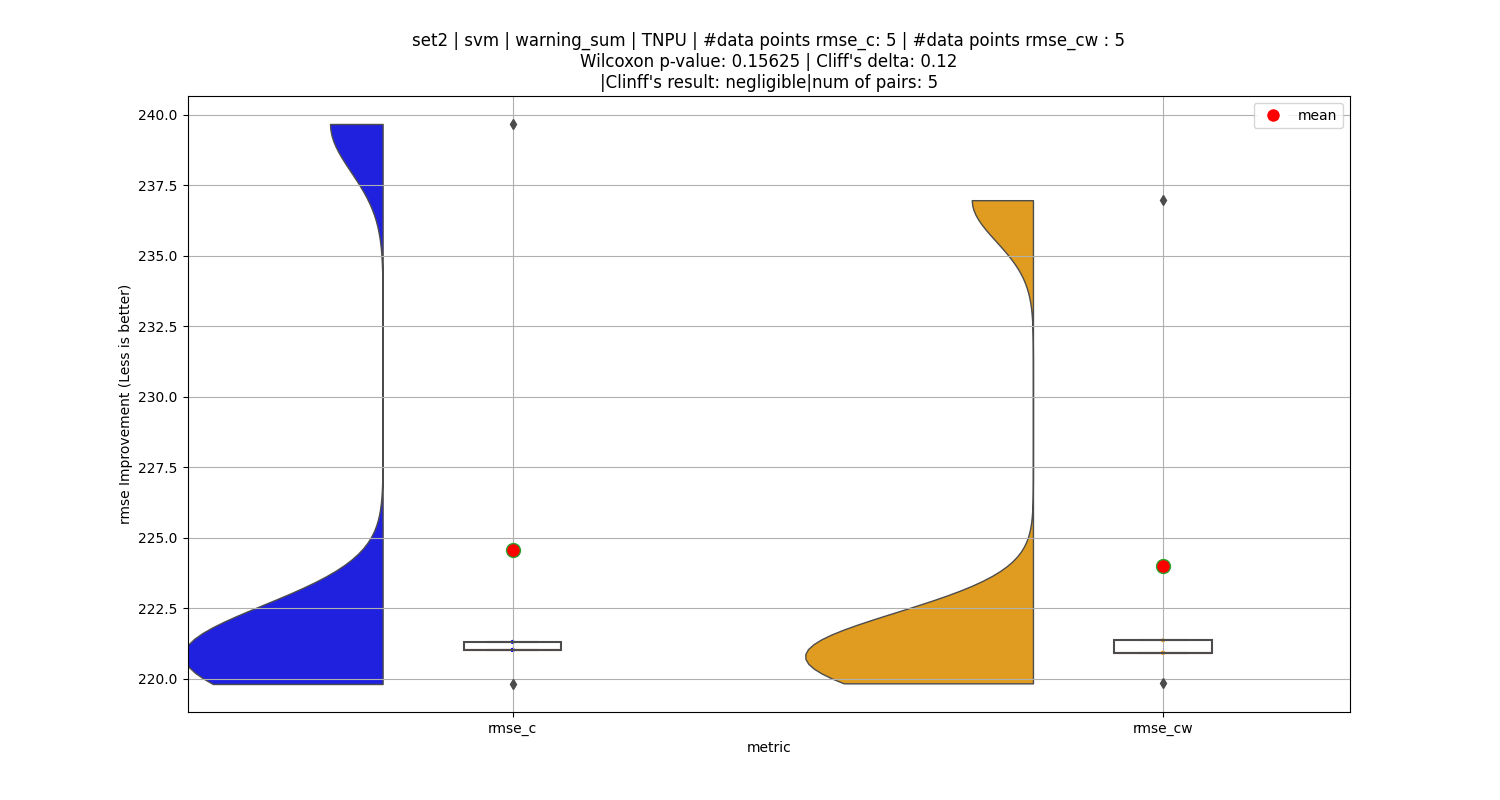 set2 | svm | warning_sum | TNPU | #data points rmse_c: 5 | #data points rmse_cw : 5
Wilcoxon p-value: 0.15625 | Cliff's delta: 0.12
|Clinff's result: negligible|num of pairs: 5
240.0
mean
237.5
235.0
232.5
230.0
227.5
225.0
222.5
220.0
rmse Improvement (Less is better)
rmse_c
rmse_cw
metric